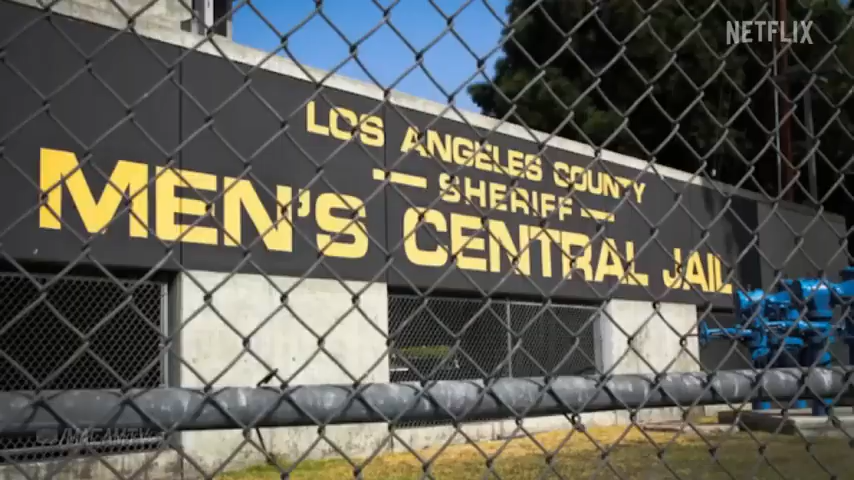 NETFLIX
LOS ANGELES COUNTY
SHERIFF
MEN'S CENTRAL JAIL